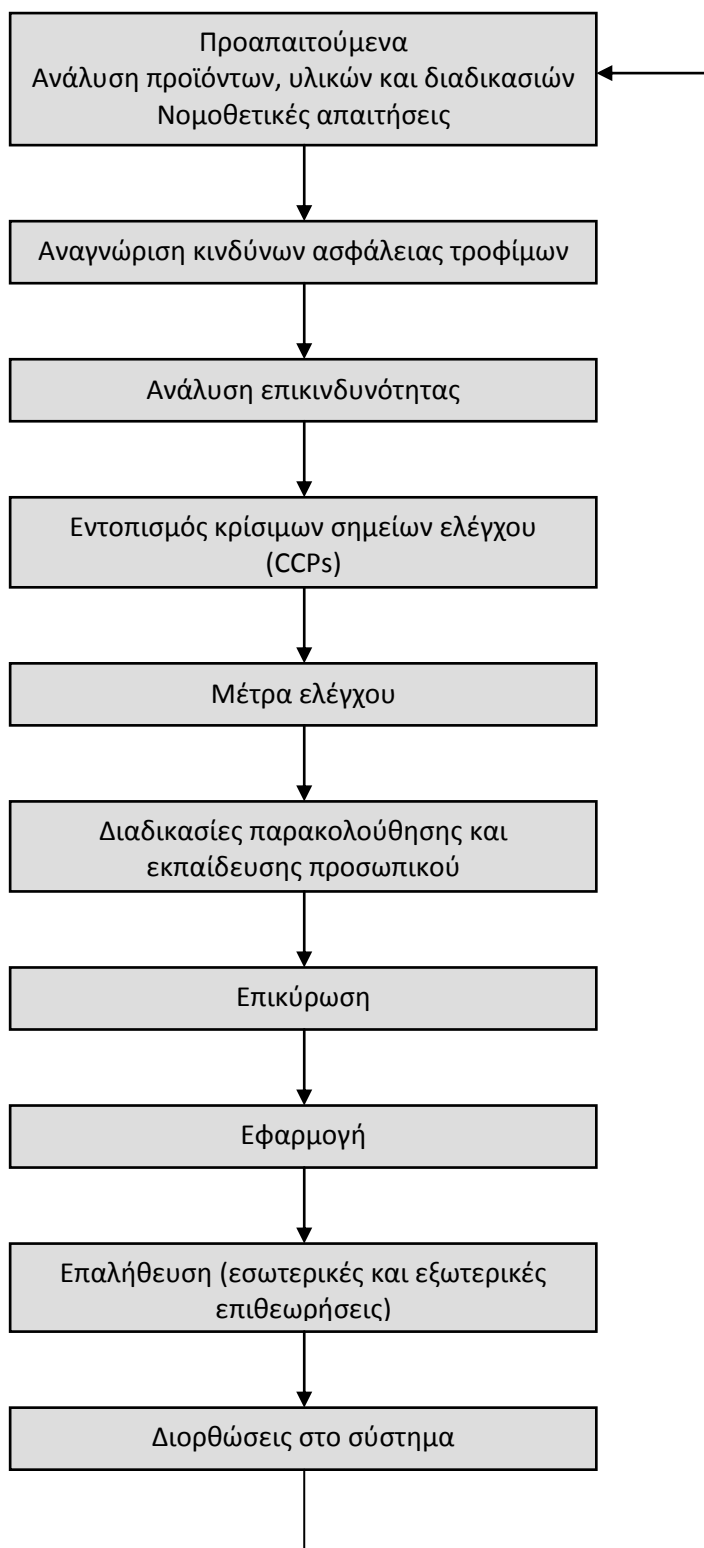 Προαπαιτούμενα
Ανάλυση προϊόντων, υλικών και διαδικασιών
Νομοθετικές απαιτήσεις
Αναγνώριση κινδύνων ασφάλειας τροφίμων
Ανάλυση επικινδυνότητας
Εντοπισμός κρίσιμων σημείων ελέγχου
(CCPs)
Μέτρα ελέγχου
Διαδικασίες παρακολούθησης και
εκπαίδευσης προσωπικού
Επικύρωση
Εφαρμογή
Επαλήθευση (εσωτερικές και εξωτερικές
επιθεωρήσεις)
Διορθώσεις στο σύστημα